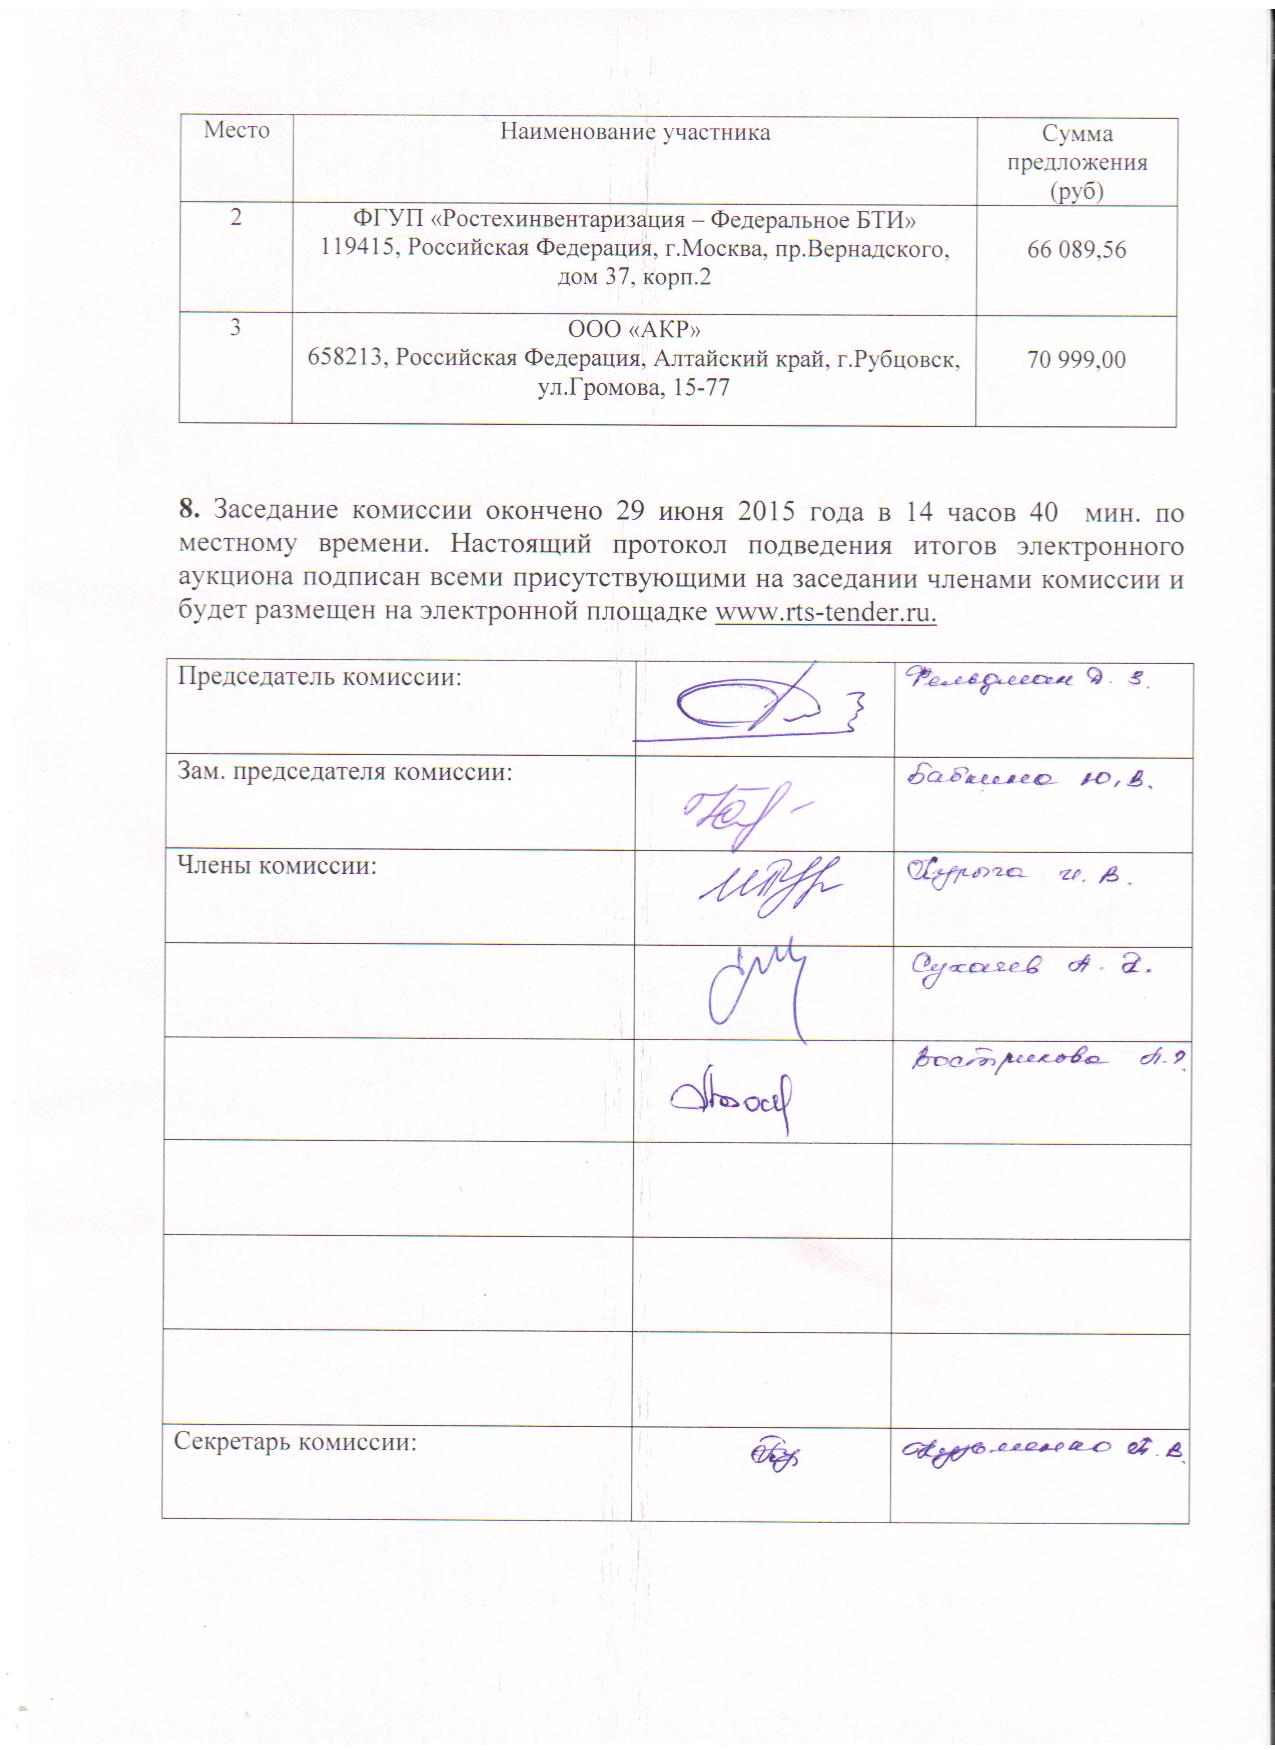 Место Наименование участника Сумма
предложения
(руб)
2 ФГУП «Ростехинвентаризация – Федеральное БТИ»
119415, Российская Федерация, г.Москва, пр.Вернадского, 66 089,56
дом 37, корп.2
3 ООО «АКР»
658213, Российская Федерация, Алтайский край, г.Рубцовск, 70 999,00
ул.Громова, 15-77
8. Заседание комиссии окончено 29 июня 2015 года в 14 часов 40 мин. по
местному времени. Настоящий протокол подведения итогов электронного
аукциона подписан всеми присутствующими на заседании членами комиссии и
будет размещен на электронной площадке www.rts-tender.ru.
Председатель комиссии: Фельдман Д. З.
Зам. председателя комиссии: Бабкина Ю. В.
Члены комиссии: И. В.
Сухачев А.
Вострикова
Секретарь комиссии: Кузьменко В.